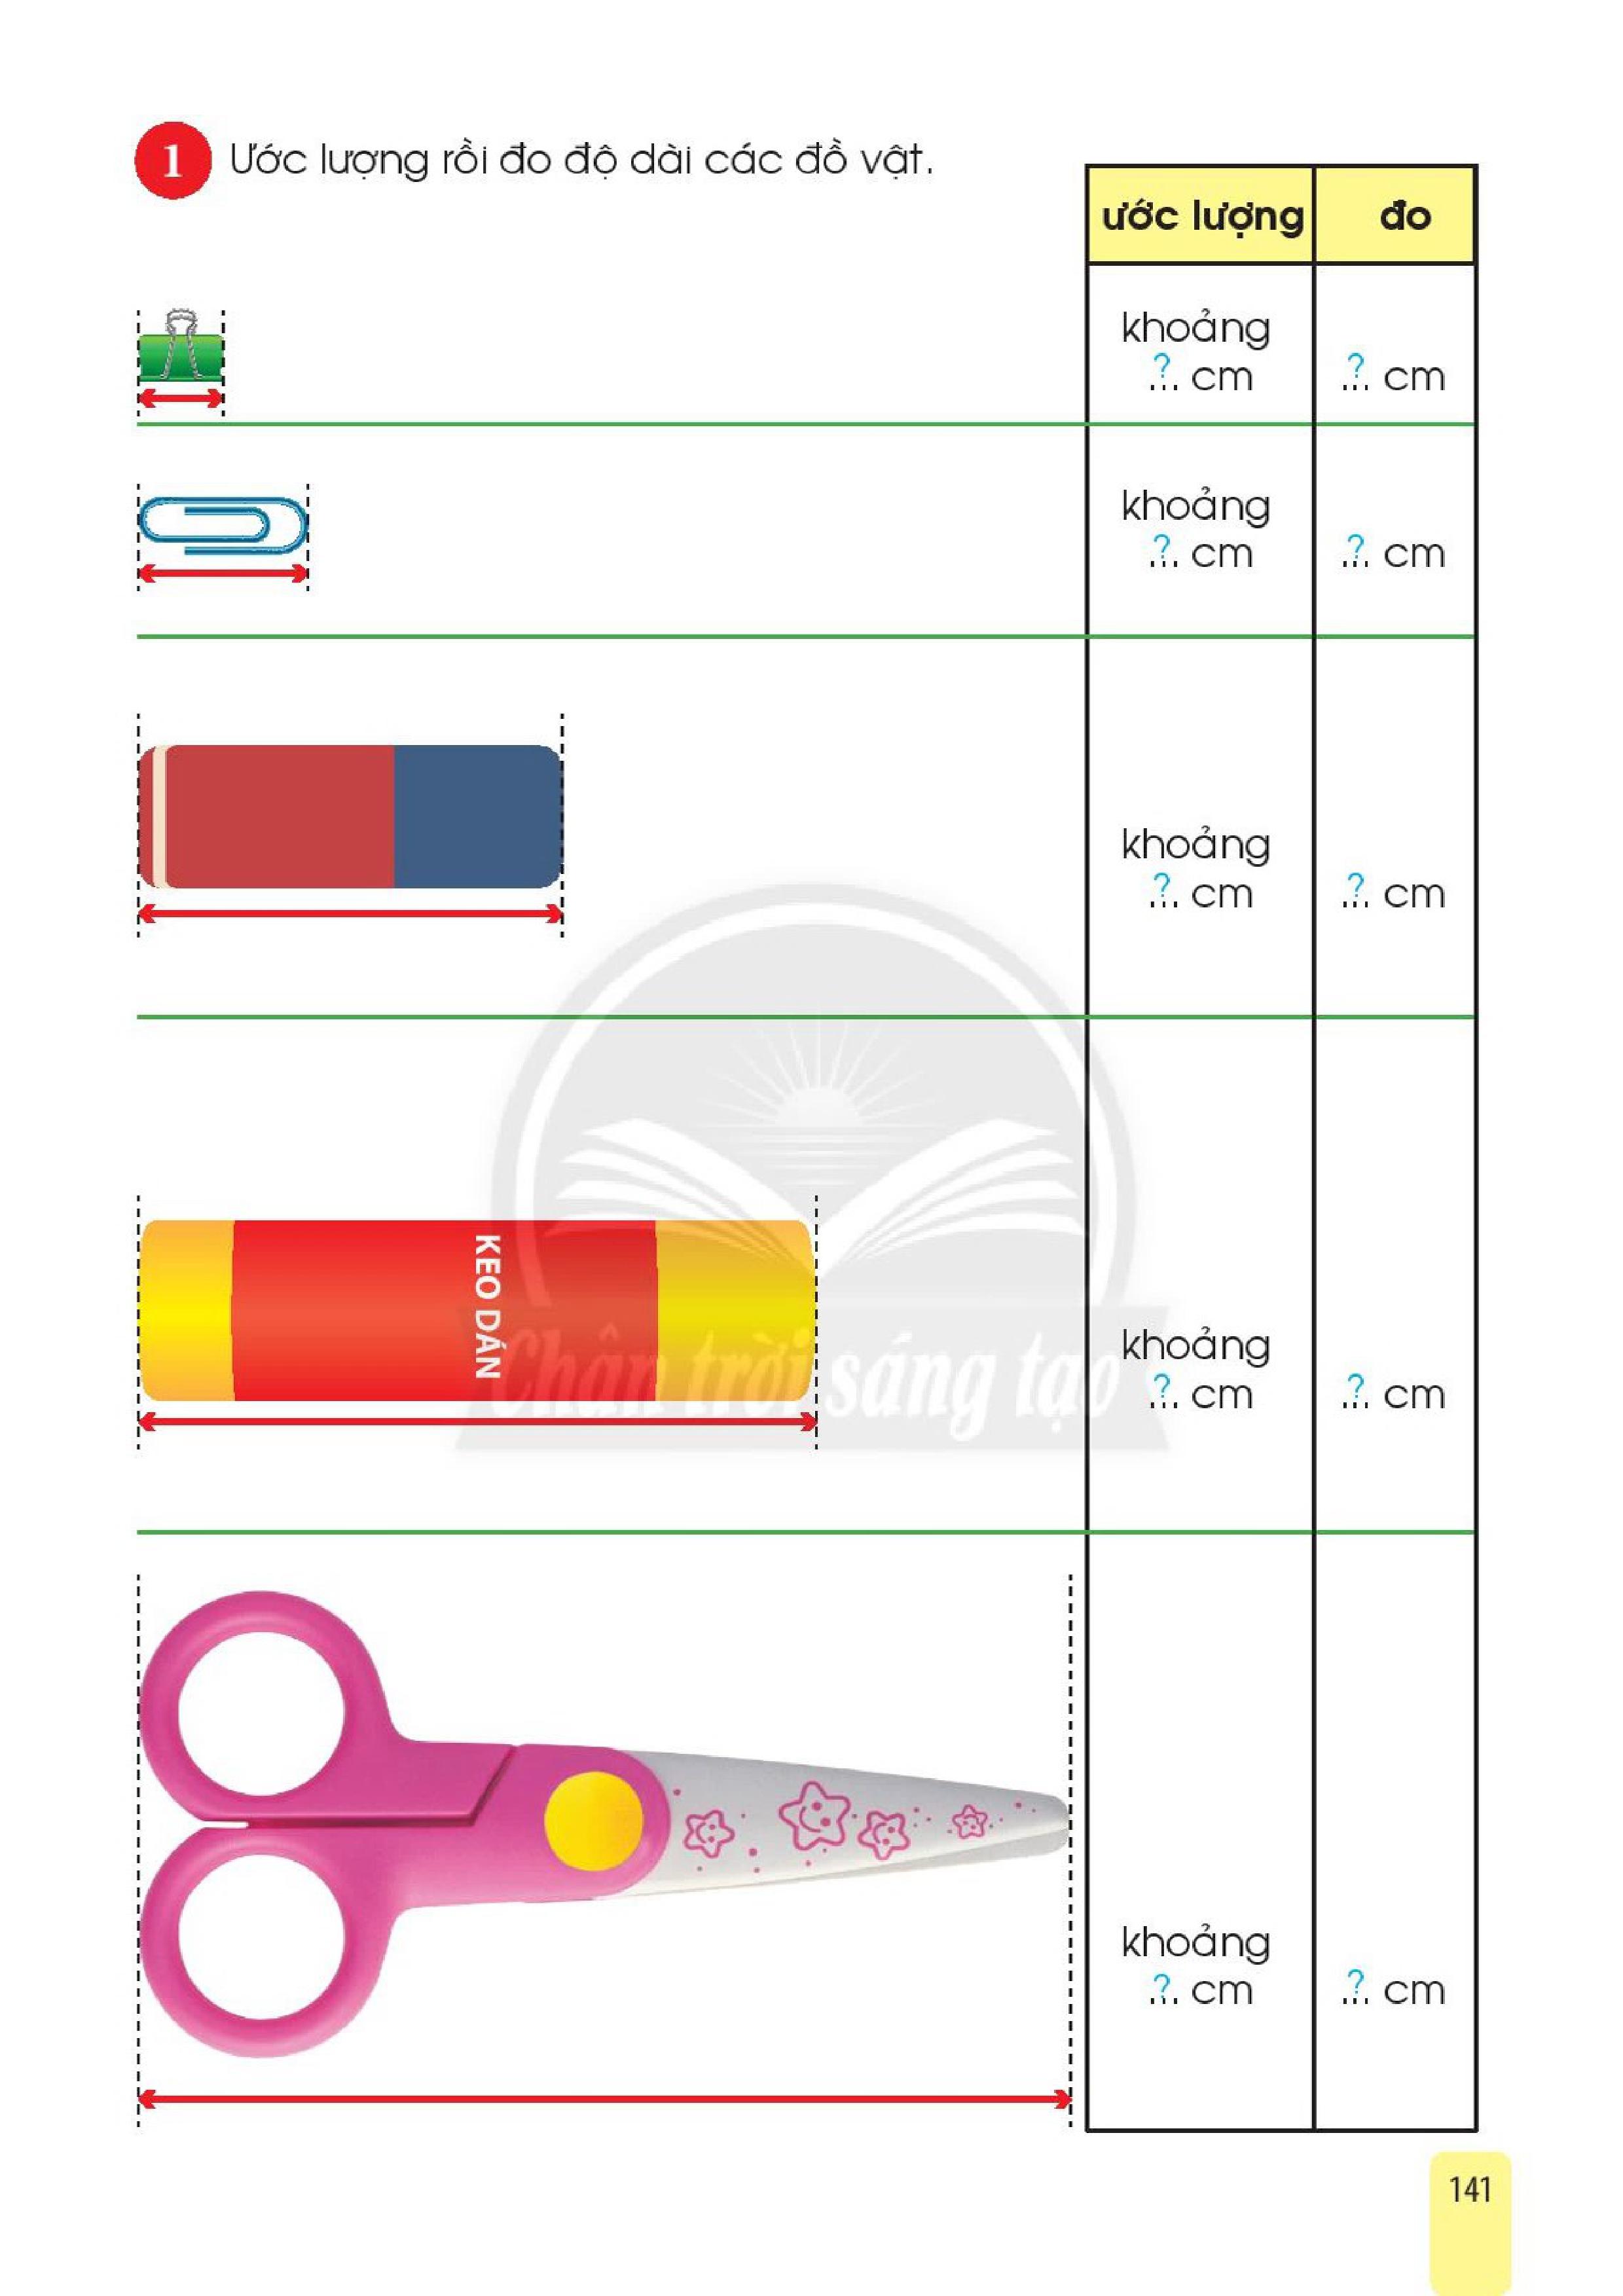 1 Ước lượng rồi đo độ dài các đồ vật.
ước lượng đo
khoảng
...?. cm ...?. cm
khoảng
...?. cm ...?. cm
khoảng
...?. cm ...?. cm
KEO DÁN
Chân trời sáng tạo
khoảng
...?. cm ...?. cm
khoảng
...?. cm ...?. cm
141